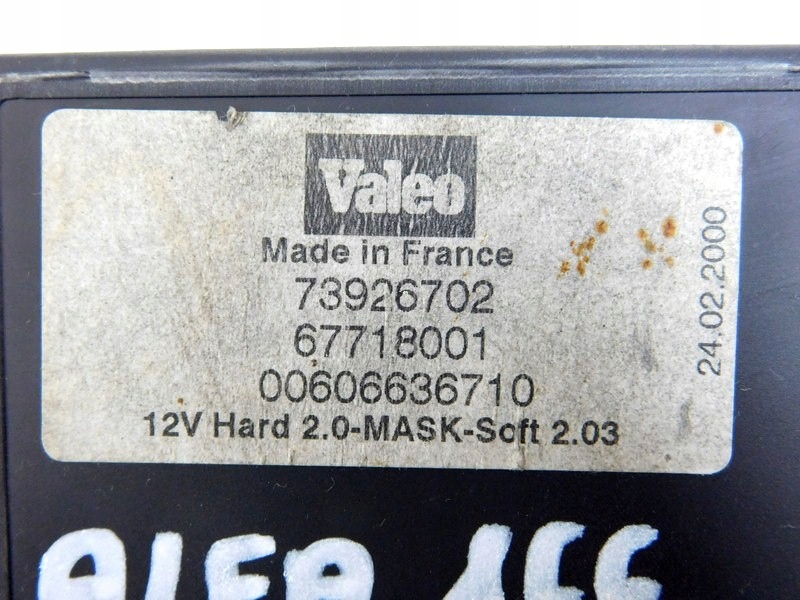 Valeo
Made in France
73926702
67718001
00606636710
12V Hard 2.0-MASK-Soft 2.03
24.02.2000